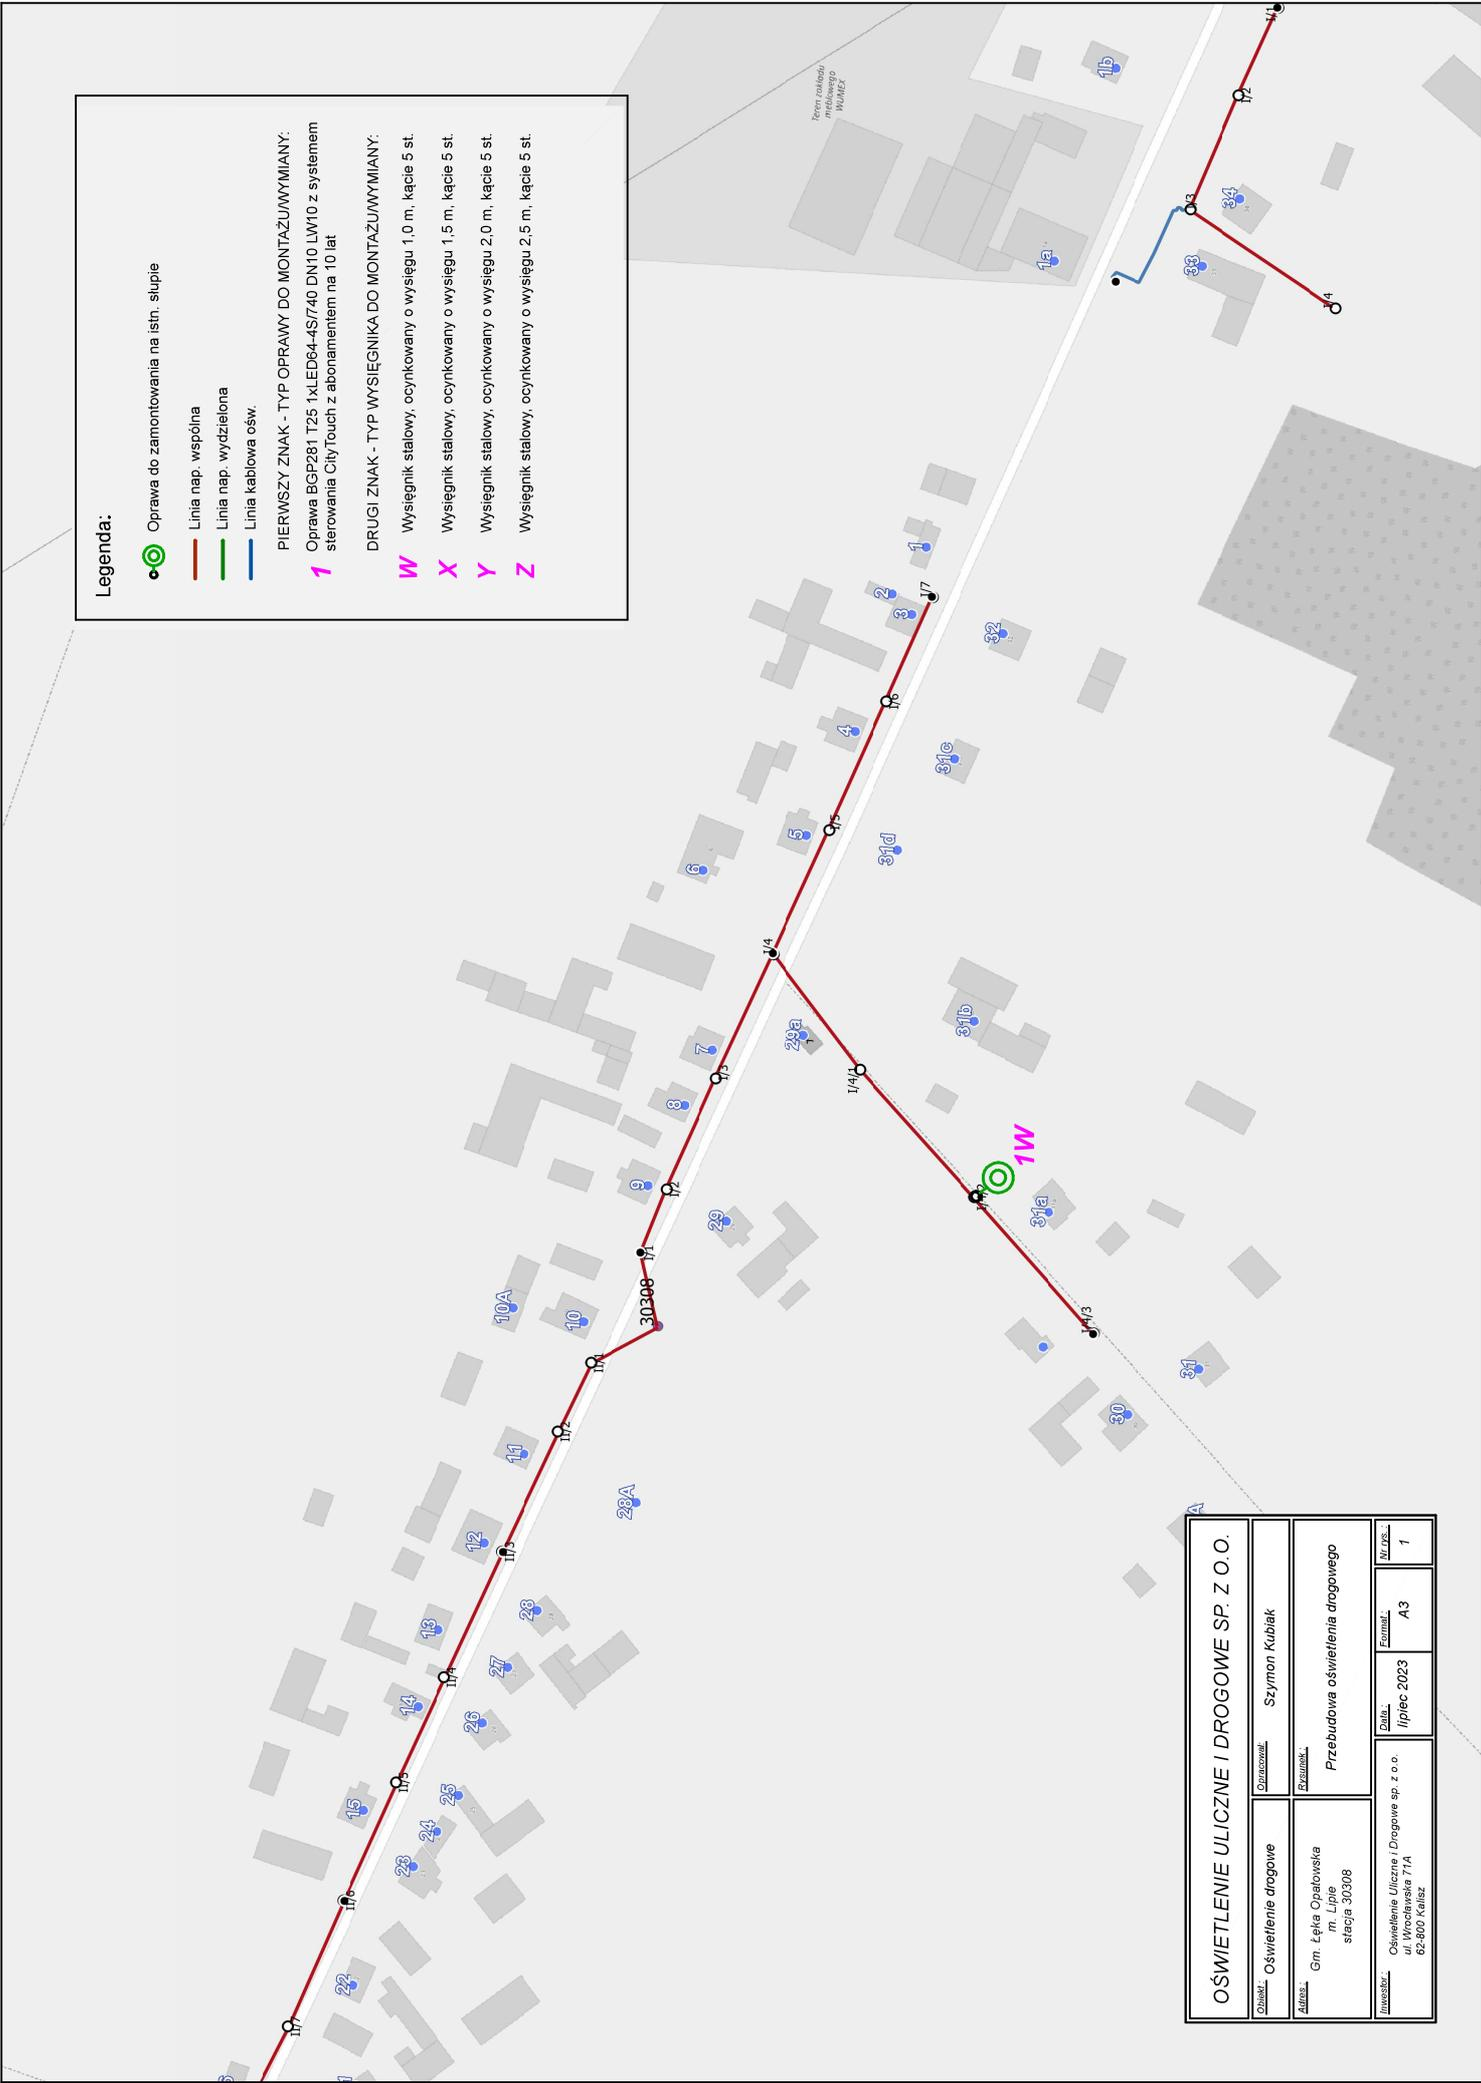 Legenda:
Oprawa do zamontowania na istn. słupie
Linia nap. wspólna
Linia nap. wydzielona
Linia kablowa ośw.
PIERWSZY ZNAK - TYP OPRAWY DO MONTAŻU/WYMIANY:
1 Oprawa BGP281 T25 1xLED64-4S/740 DN10 LW10 z systemem
sterowania CityTouch z abonamentem na 10 lat
DRUGI ZNAK - TYP WYSIĘGNIKA DO MONTAŻU/WYMIANY:
W Wysięgnik stalowy, ocynkowany o wysięgu 1,0 m, kącie 5 st.
X Wysięgnik stalowy, ocynkowany o wysięgu 1,5 m, kącie 5 st.
Y Wysięgnik stalowy, ocynkowany o wysięgu 2,0 m, kącie 5 st.
Z Wysięgnik stalowy, ocynkowany o wysięgu 2,5 m, kącie 5 st.
Teren zakładu
meblowego
WUMEX
1b
1a
34
33
I/1
I/2
I/3
I/4
1
2
3
I/7
32
4
I/6
31c
5
I/5
31d
6
I/4
7
29a
31b
I/3
I/4/1
8
9
I/2
1W
31a
29
I/1
30308
10A
10
I/4/3
II/1
31
30
11
II/2
28A
12
II/3
13
28
II/4
27
14
26
II/5
15
25
24
23
II/6
22
II/7
A
OŚWIETLENIE ULICZNE I DROGOWE SP. Z O.O.
Obiekt: Oświetlenie drogowe
Opracował: Szymon Kubiak
Adres: Gm. Łęka Opatowska
m. Lipie
stacja 30308
Rysunek: Przebudowa oświetlenia drogowego
Inwestor: Oświetlenie Uliczne i Drogowe sp. z o.o.
ul. Wrocławska 71A
62-800 Kalisz
Data: lipiec 2023
Format: A3
Nr rys.: 1